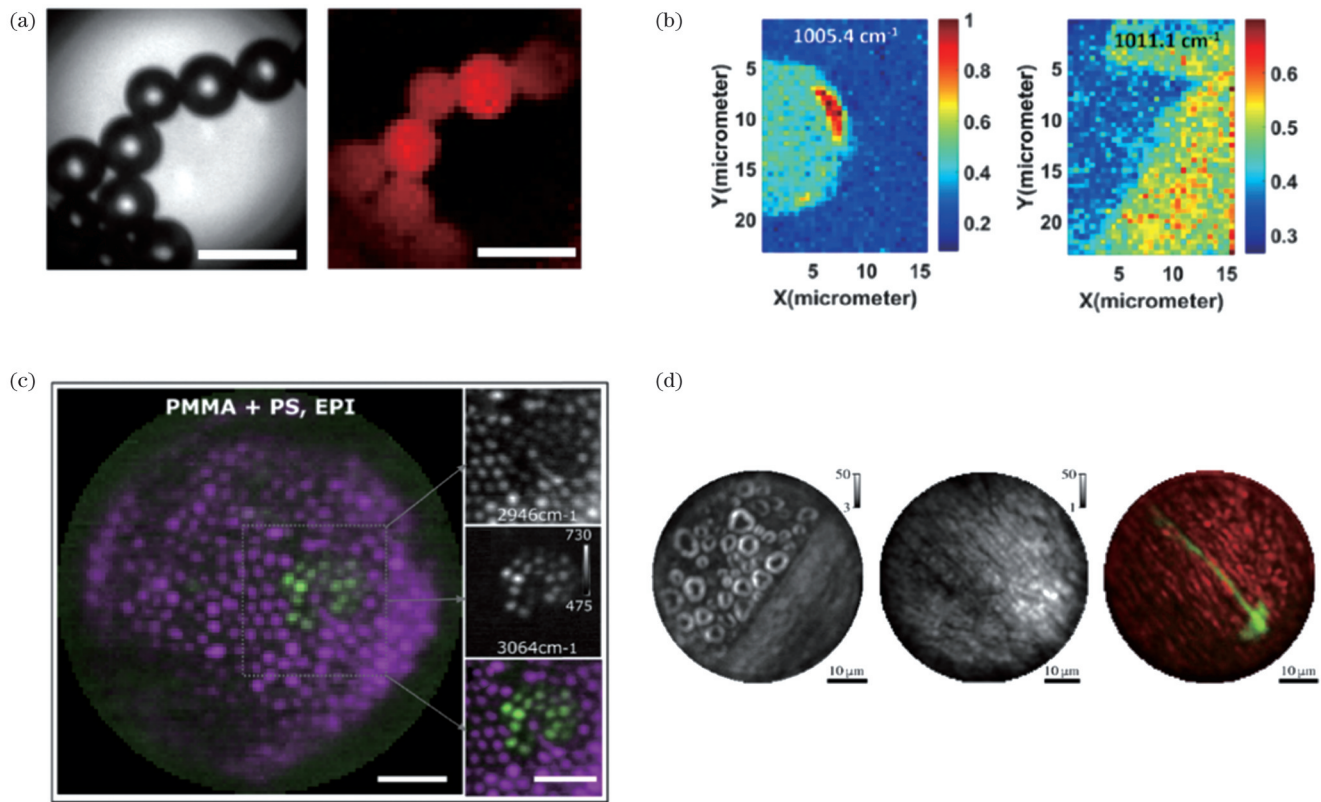 (a)
(b)
1005.4 cm⁻¹
1
0.8
0.6
0.4
0.2
5
10
15
20
Y(micrometer)
5
10
15
X(micrometer)
1011.1 cm⁻¹
0.6
0.5
0.4
0.3
5
10
15
20
Y(micrometer)
5
10
15
X(micrometer)
(c)
PMMA + PS, EPI
2946cm-1
730
475
3064cm-1
(d)
50
3
10 μm
50
1
10 μm
10 μm